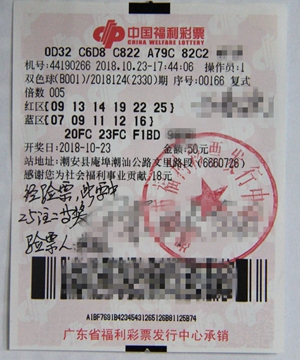 中国福利彩票
CHINA WELFARE LOTTERY
0D32 C6D8 C822 A79C 82C2
机号:44190266 2018.10.23-17:44:06 操作员:1
双色球(B001)/2018124(2330)期 序号:00166 复式
倍数 005
红区[09 13 14 19 22 25]
蓝区[07 09 11 12 16]
20FC 23FC F1BD
开奖日:2018-10-23 金额:50元
站地址:潮安县庵埠潮汕公路文里路段(6660728)
感谢您为社会福利事业贡献:18元
经验票,
25注
验票人
福利
发行中
A1BF7691B42345431265126B81125B74
广东省福利彩票发行中心承销